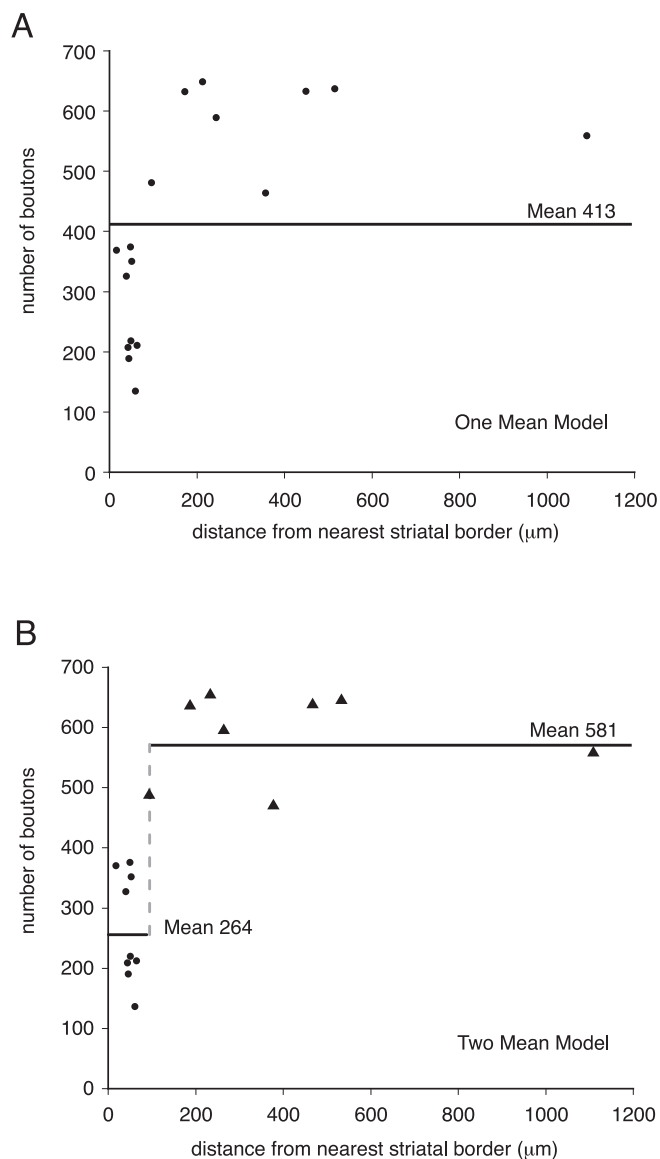 A
700
600
500
400
300
200
100
0
number of boutons
Mean 413
One Mean Model
0 200 400 600 800 1000 1200
distance from nearest striatal border (µm)
B
700
600
500
400
300
200
100
0
number of boutons
Mean 581
Mean 264
Two Mean Model
0 200 400 600 800 1000 1200
distance from nearest striatal border (µm)